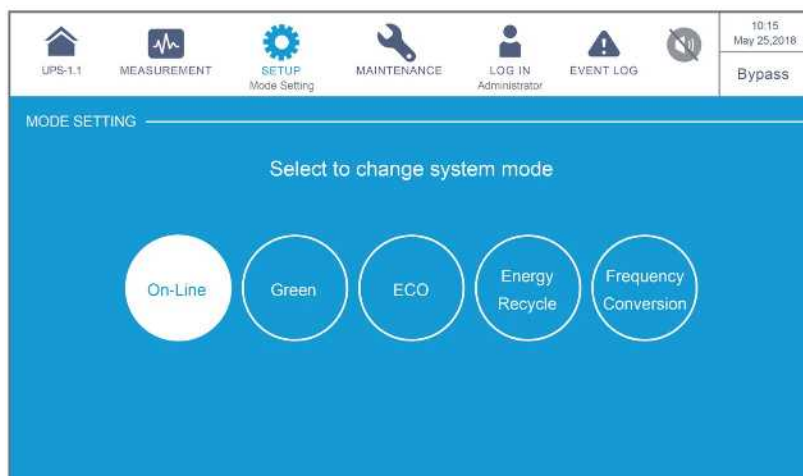 10:15
May 25,2018
UPS-1.1
MEASUREMENT
SETUP
Mode Setting
MAINTENANCE
LOG IN
Administrator
EVENT LOG
Bypass
MODE SETTING
Select to change system mode
On-Line
Green
ECO
Energy
Recycle
Frequency
Conversion